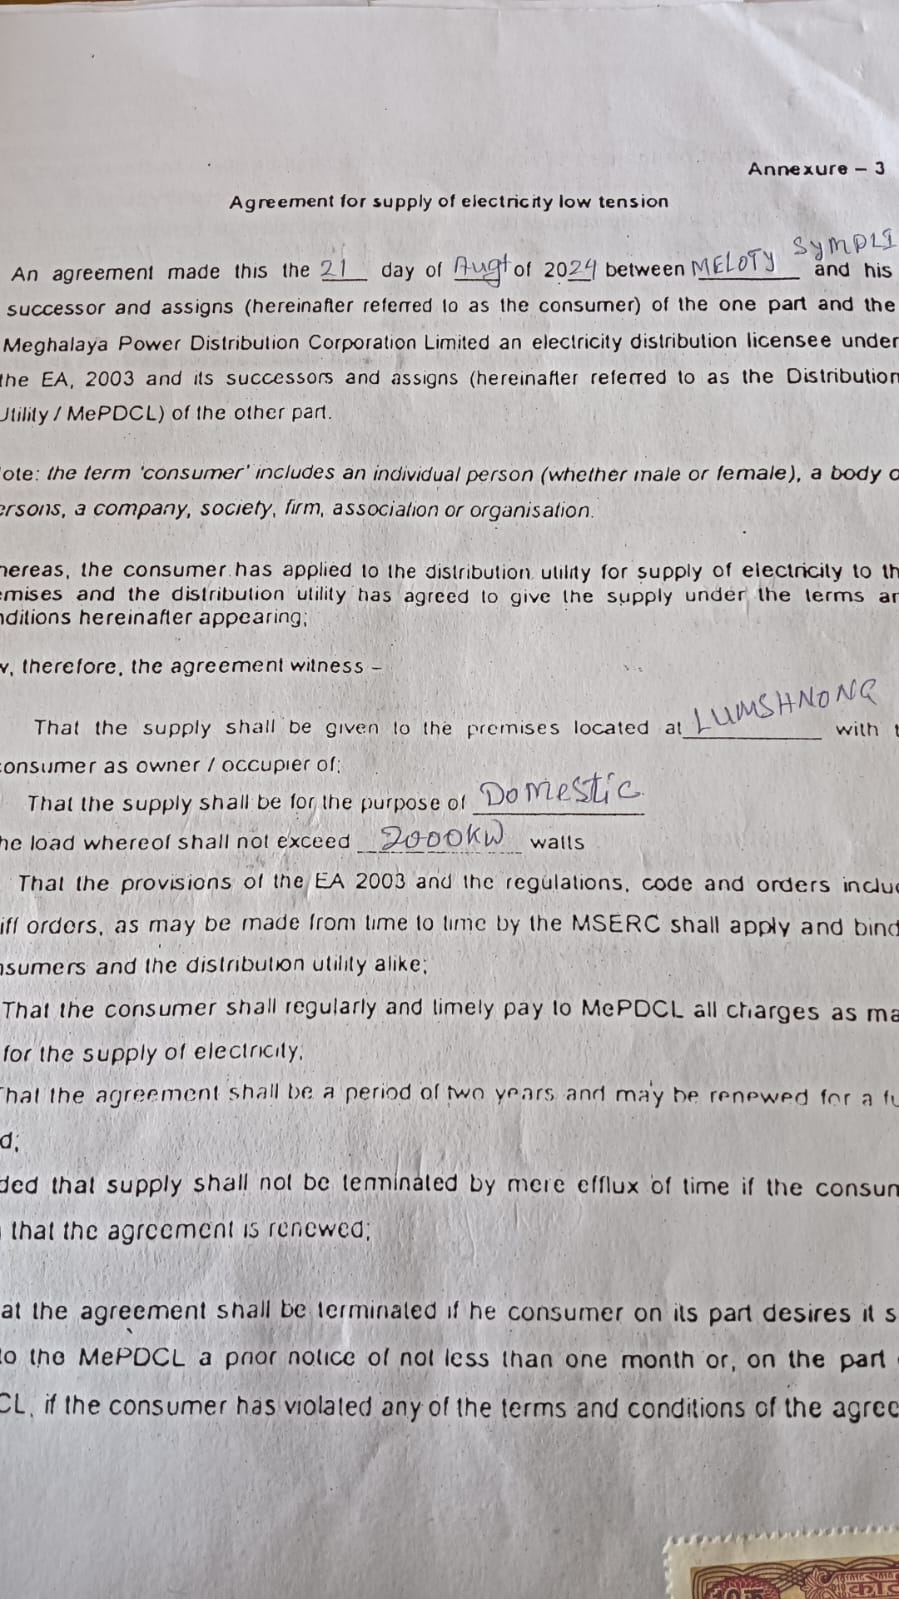 Annexure – 3
Agreement for supply of electricity low tension
SYMPLI
An agreement made this the 21 day of Augt of 2024 between MELOTY and his
successor and assigns (hereinafter referred to as the consumer) of the one part and the
Meghalaya Power Distribution Corporation Limited an electricity distribution licensee under
the EA, 2003 and its successors and assigns (hereinafter referred to as the Distribution
Utility / MePDCL) of the other part.
ote: the term 'consumer' includes an individual person (whether male or female), a body o
ersons, a company, society, firm, association or organisation.
hereas, the consumer has applied to the distribution utility for supply of electricity to th
emises and the distribution utility has agreed to give the supply under the terms an
nditions hereinafter appearing;
w, therefore, the agreement witness –
That the supply shall be given to the premises located at LUMSHNONG with t
consumer as owner / occupier of;
That the supply shall be for the purpose of Domestic
he load whereof shall not exceed 2000KW watts
That the provisions of the EA 2003 and the regulations, code and orders includ
iff orders, as may be made from time to time by the MSERC shall apply and bind
nsumers and the distribution utility alike;
That the consumer shall regularly and timely pay to MePDCL all charges as ma
for the supply of electricity;
That the agreement shall be a period of two years and may be renewed for a fu
d;
ded that supply shall not be terminated by mere efflux of time if the consum
that the agreement is renewed;
at the agreement shall be terminated if he consumer on its part desires it s
to the MePDCL a prior notice of not less than one month or, on the part
CL, if the consumer has violated any of the terms and conditions of the agree